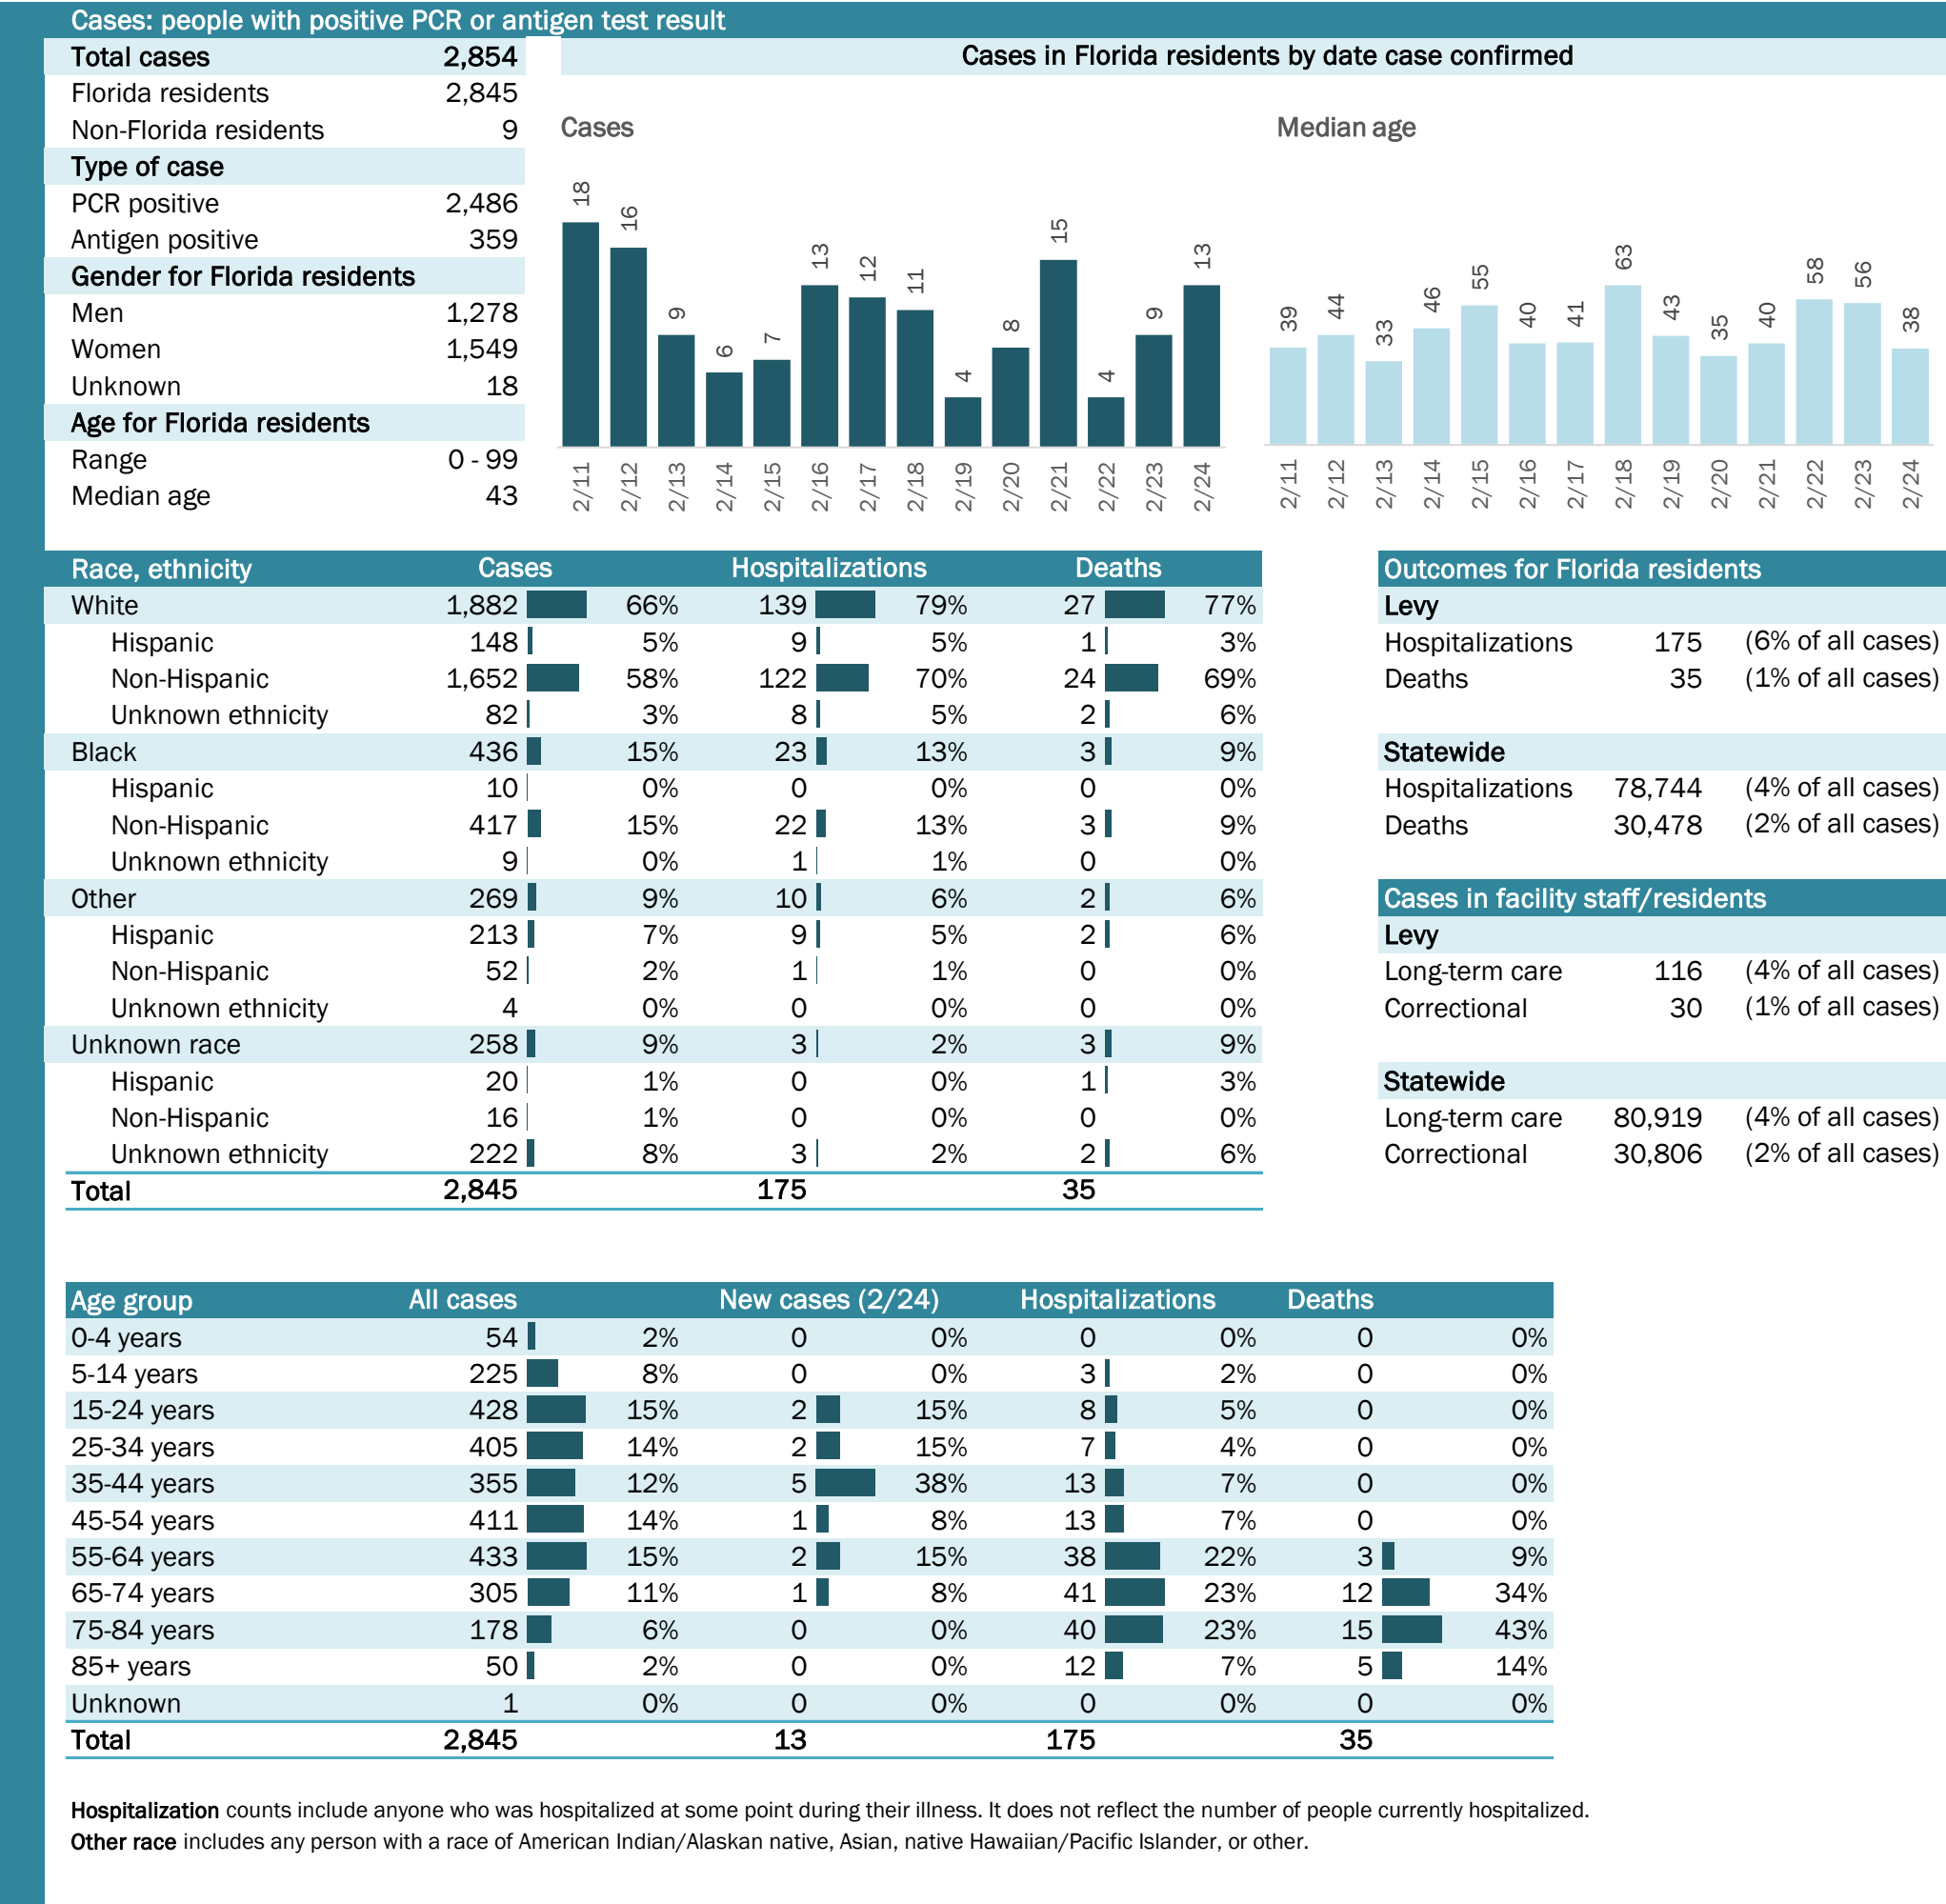 Cases: people with positive PCR or antigen test result
Total cases 2,854
Florida residents 2,845
Non-Florida residents 9
Type of case
PCR positive 2,486
Antigen positive 359
Gender for Florida residents
Men 1,278
Women 1,549
Unknown 18
Age for Florida residents
Range 0 - 99
Median age 43
Cases in Florida residents by date case confirmed
Cases
18 16 9 6 7 13 12 11 4 8 15 4 9 13
2/11 2/12 2/13 2/14 2/15 2/16 2/17 2/18 2/19 2/20 2/21 2/22 2/23 2/24
Median age
39 44 33 46 55 40 41 63 43 35 40 58 56 38
2/11 2/12 2/13 2/14 2/15 2/16 2/17 2/18 2/19 2/20 2/21 2/22 2/23 2/24
Race, ethnicity Cases Hospitalizations Deaths
White 1,882 66% 139 79% 27 77%
Hispanic 148 5% 9 5% 1 3%
Non-Hispanic 1,652 58% 122 70% 24 69%
Unknown ethnicity 82 3% 8 5% 2 6%
Black 436 15% 23 13% 3 9%
Hispanic 10 0% 0 0% 0 0%
Non-Hispanic 417 15% 22 13% 3 9%
Unknown ethnicity 9 0% 1 1% 0 0%
Other 269 9% 10 6% 2 6%
Hispanic 213 7% 9 5% 2 6%
Non-Hispanic 52 2% 1 1% 0 0%
Unknown ethnicity 4 0% 0 0% 0 0%
Unknown race 258 9% 3 2% 3 9%
Hispanic 20 1% 0 0% 1 3%
Non-Hispanic 16 1% 0 0% 0 0%
Unknown ethnicity 222 8% 3 2% 2 6%
Total 2,845 175 35
Outcomes for Florida residents
Levy
Hospitalizations 175 (6% of all cases)
Deaths 35 (1% of all cases)
Statewide
Hospitalizations 78,744 (4% of all cases)
Deaths 30,478 (2% of all cases)
Cases in facility staff/residents
Levy
Long-term care 116 (4% of all cases)
Correctional 30 (1% of all cases)
Statewide
Long-term care 80,919 (4% of all cases)
Correctional 30,806 (2% of all cases)
Age group All cases New cases (2/24) Hospitalizations Deaths
0-4 years 54 2% 0 0% 0 0% 0 0%
5-14 years 225 8% 0 0% 3 2% 0 0%
15-24 years 428 15% 2 15% 8 5% 0 0%
25-34 years 405 14% 2 15% 7 4% 0 0%
35-44 years 355 12% 5 38% 13 7% 0 0%
45-54 years 411 14% 1 8% 13 7% 0 0%
55-64 years 433 15% 2 15% 38 22% 3 9%
65-74 years 305 11% 1 8% 41 23% 12 34%
75-84 years 178 6% 0 0% 40 23% 15 43%
85+ years 50 2% 0 0% 12 7% 5 14%
Unknown 1 0% 0 0% 0 0% 0 0%
Total 2,845 13 175 35
Hospitalization counts include anyone who was hospitalized at some point during their illness. It does not reflect the number of people currently hospitalized.
Other race includes any person with a race of American Indian/Alaskan native, Asian, native Hawaiian/Pacific Islander, or other.